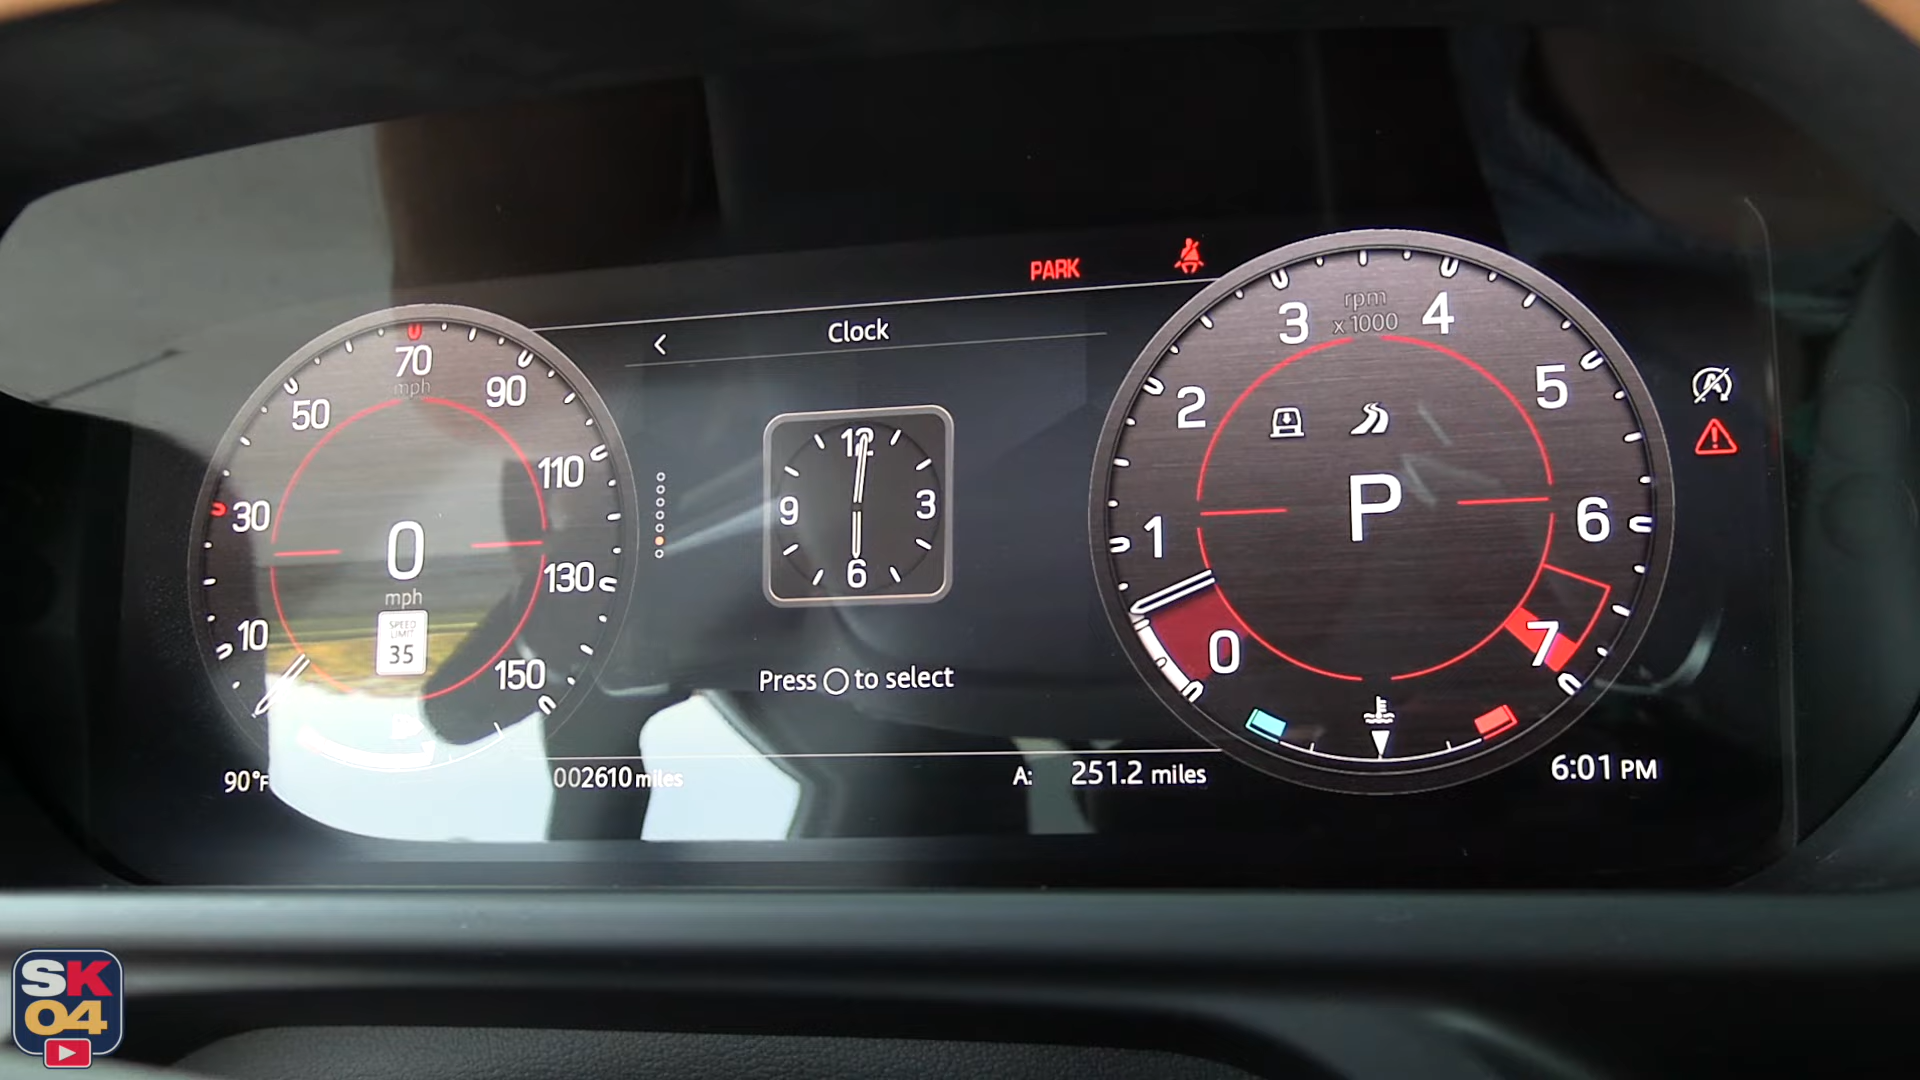 PARK
Clock
70
mph
50
90
30
110
10
130
150
0
mph
SPEED
LIMIT
35
12
9
3
6
Press ◯ to select
rpm
x 1000
3
4
2
5
1
6
0
7
A
P
90°F
002610 miles
A: 251.2 miles
6:01 PM
SK
04